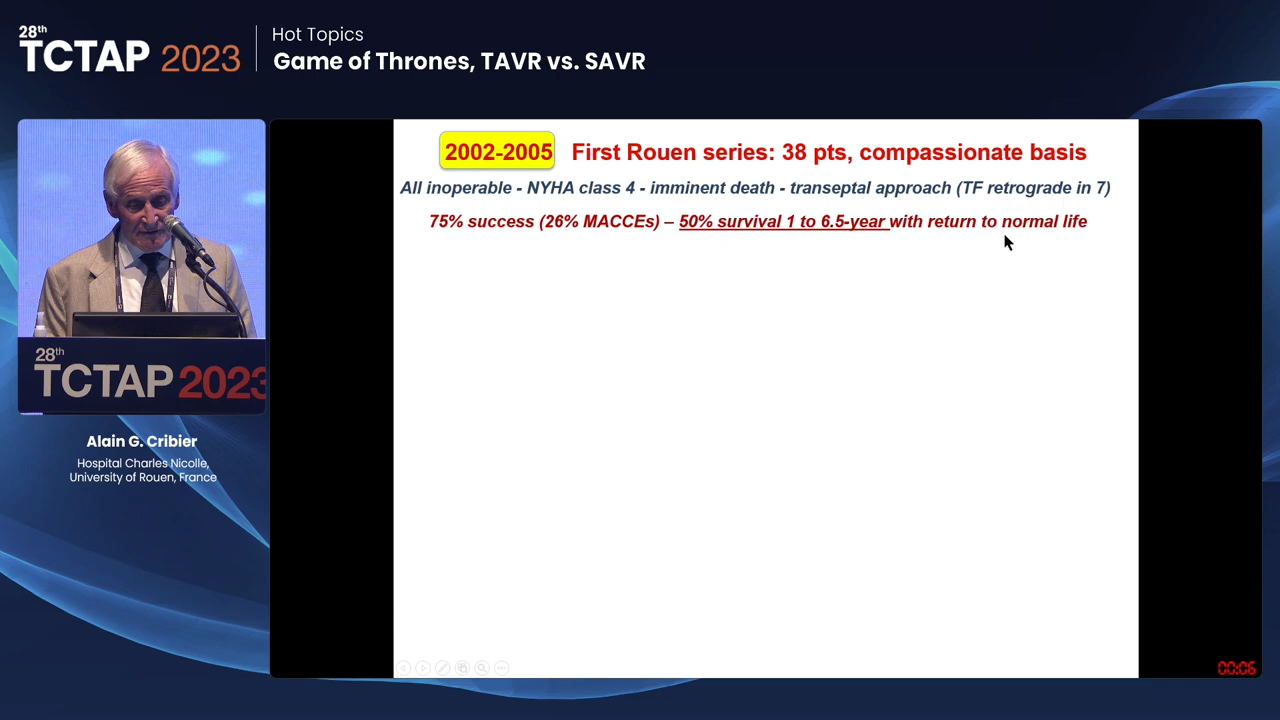 28th
TCTAP 2023
Hot Topics
Game of Thrones, TAVR vs. SAVR
2002-2005 First Rouen series: 38 pts, compassionate basis
All inoperable - NYHA class 4 - imminent death - transeptal approach (TF retrograde in 7)
75% success (26% MACCEs) – 50% survival 1 to 6.5-year with return to normal life
28th
TCTAP 2023
Alain G. Cribier
Hospital Charles Nicolle,
University of Rouen, France
00:06